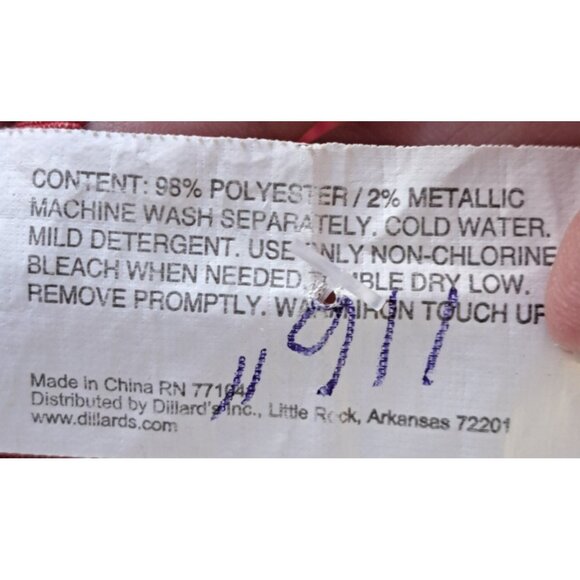 CONTENT: 98% POLYESTER / 2% METALLIC
MACHINE WASH SEPARATELY. COLD WATER.
MILD DETERGENT. USE ONLY NON-CHLORINE
BLEACH WHEN NEEDED. TUMBLE DRY LOW.
REMOVE PROMPTLY. WARM IRON TOUCH UP
Made in China RN
Distributed by Dillard's Inc., Little Rock, Arkansas 72201
www.dillards.com